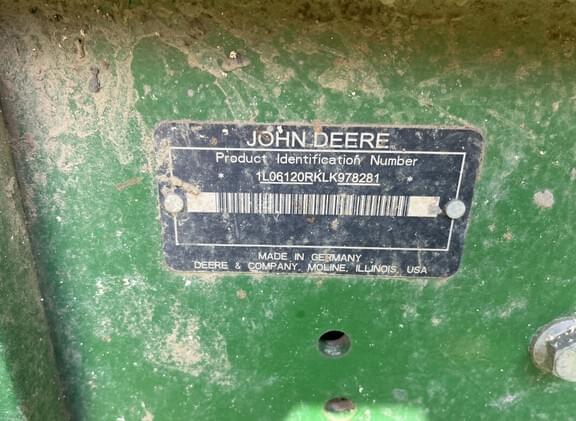 JOHN DEERE
Product Identification Number
* 1L06120RKLK978281 *
MADE IN GERMANY
DEERE & COMPANY, MOLINE, ILLINOIS, USA